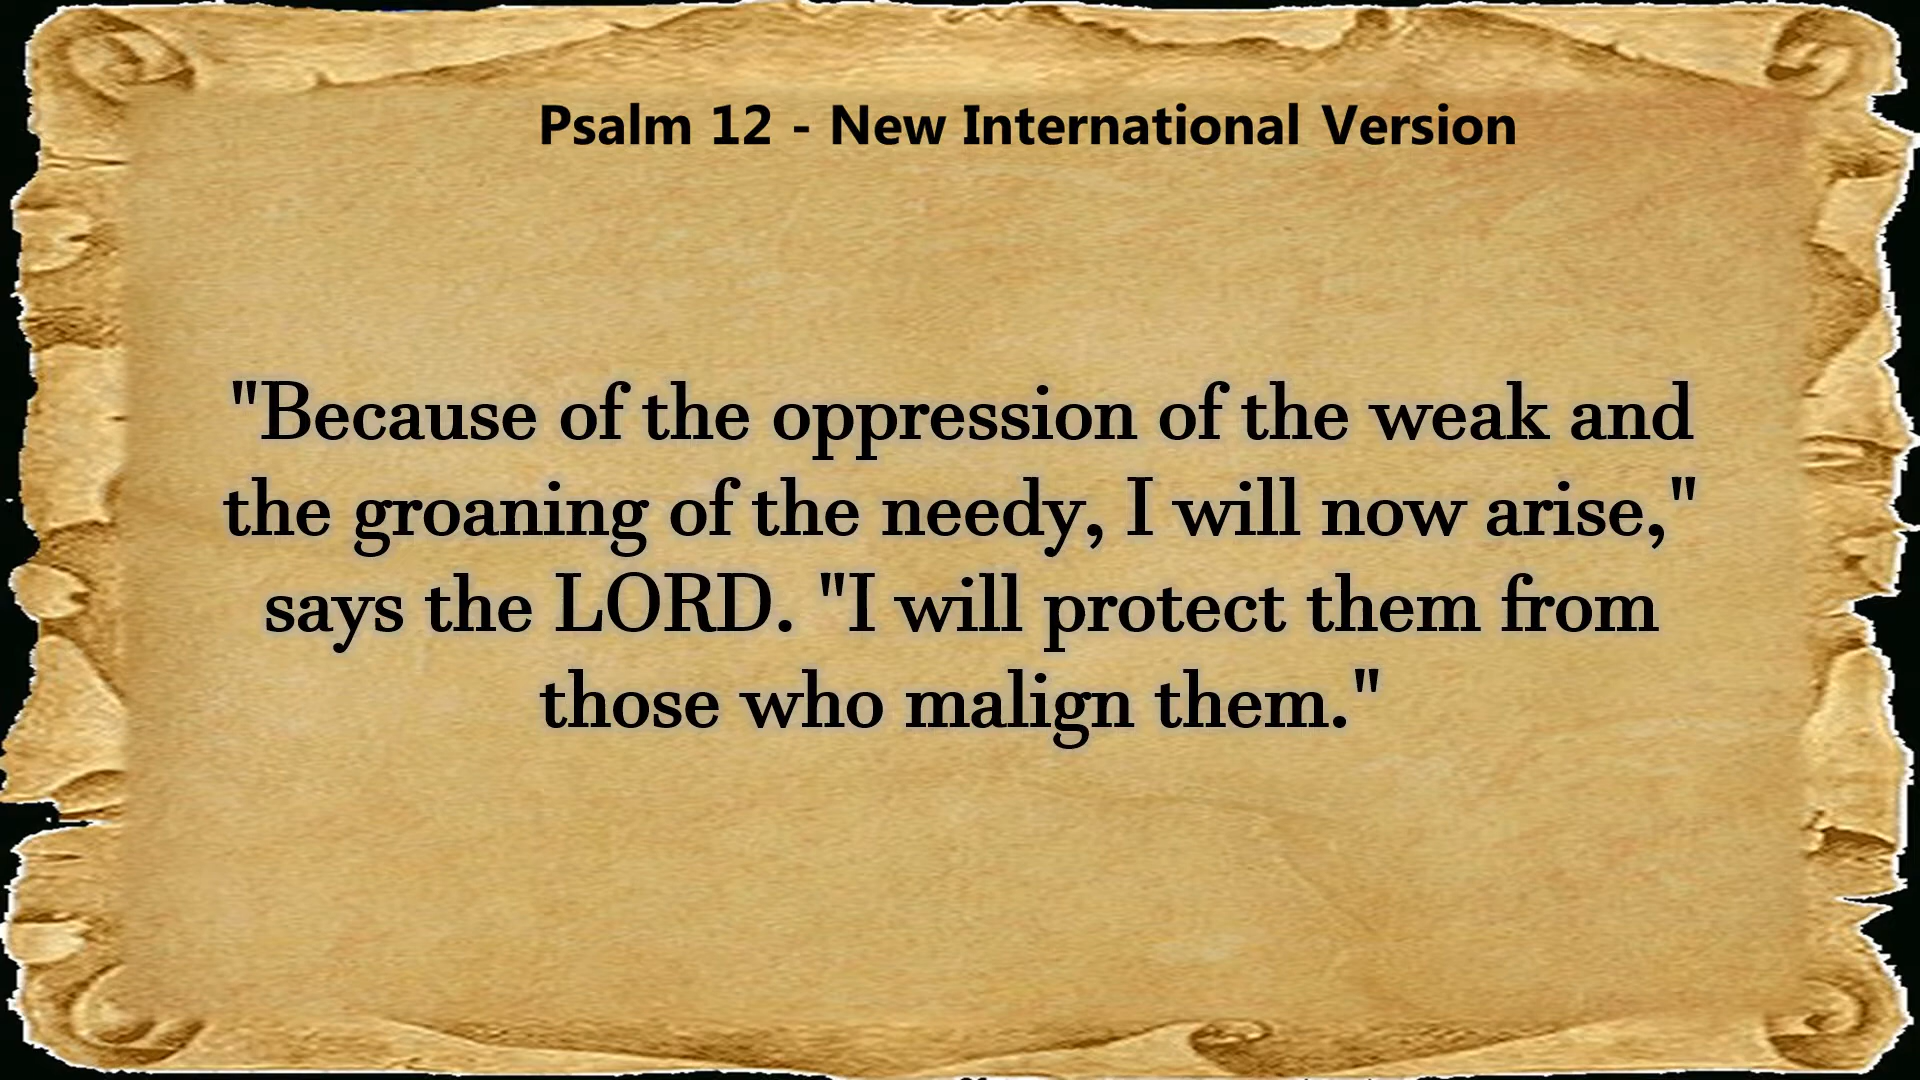 Psalm 12 - New International Version
"Because of the oppression of the weak and
the groaning of the needy, I will now arise,"
says the LORD. "I will protect them from
those who malign them."